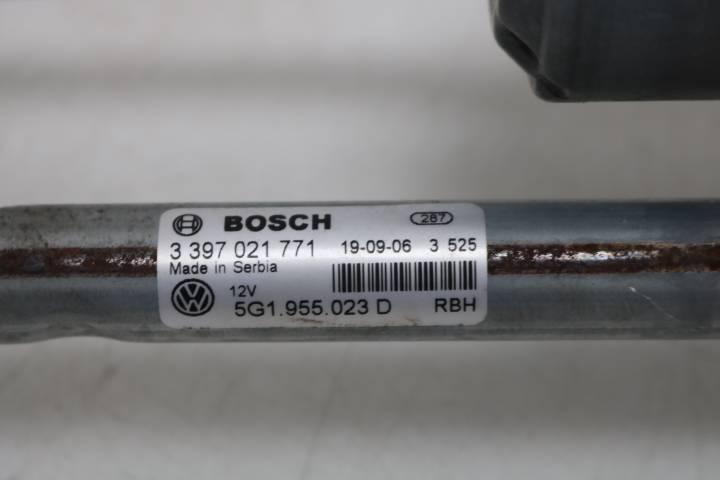 BOSCH 287
3 397 021 771 19-09-06 3 525
Made in Serbia
12V
5G1.955.023 D RBH